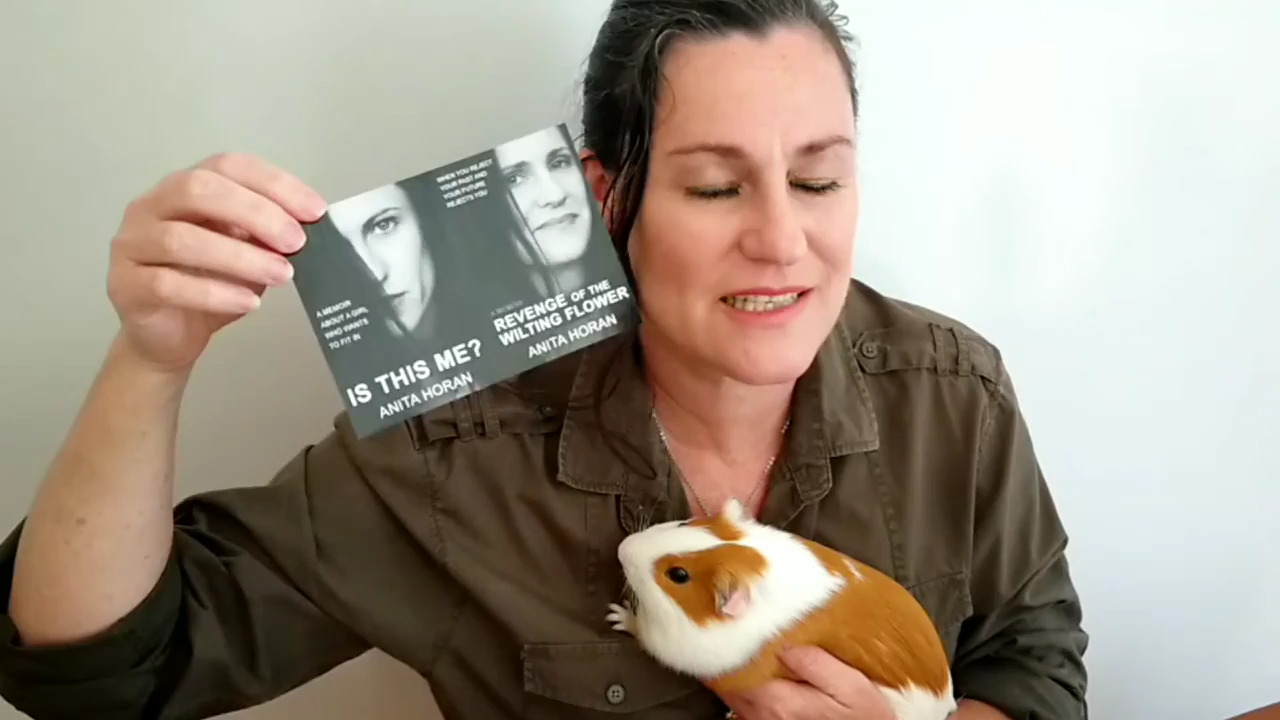 A MEMOIR
ABOUT A GIRL
WHO WANTS
TO FIT IN
IS THIS ME?
ANITA HORAN
WHEN YOU REJECT
YOUR PAST AND
YOUR FUTURE
REJECTS YOU
REVENGE OF THE
WILTING FLOWER
ANITA HORAN